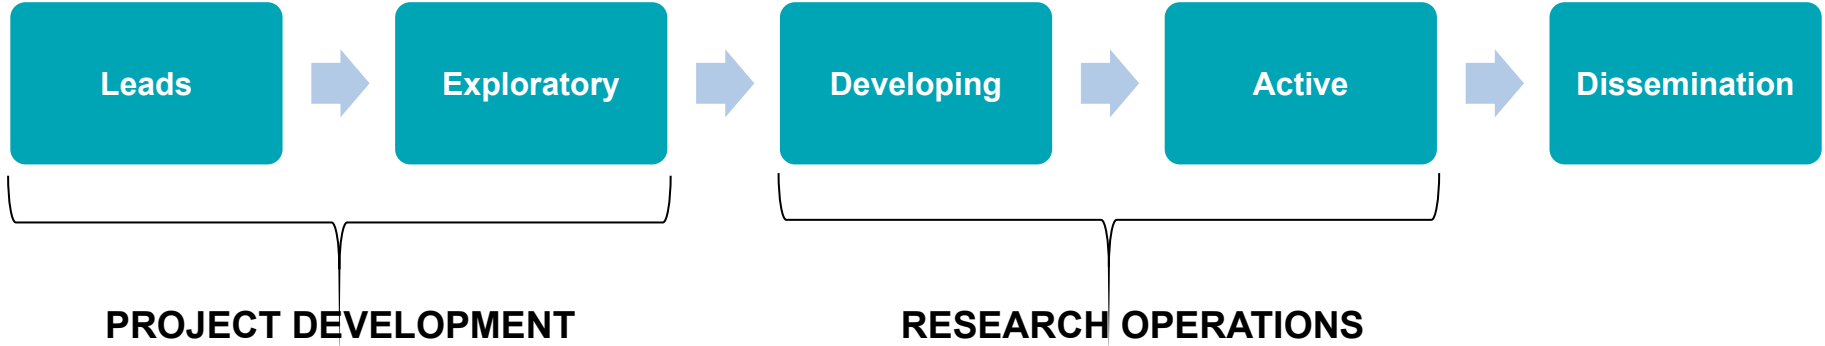 Leads
Exploratory
Developing
Active
Dissemination
PROJECT DEVELOPMENT
RESEARCH OPERATIONS